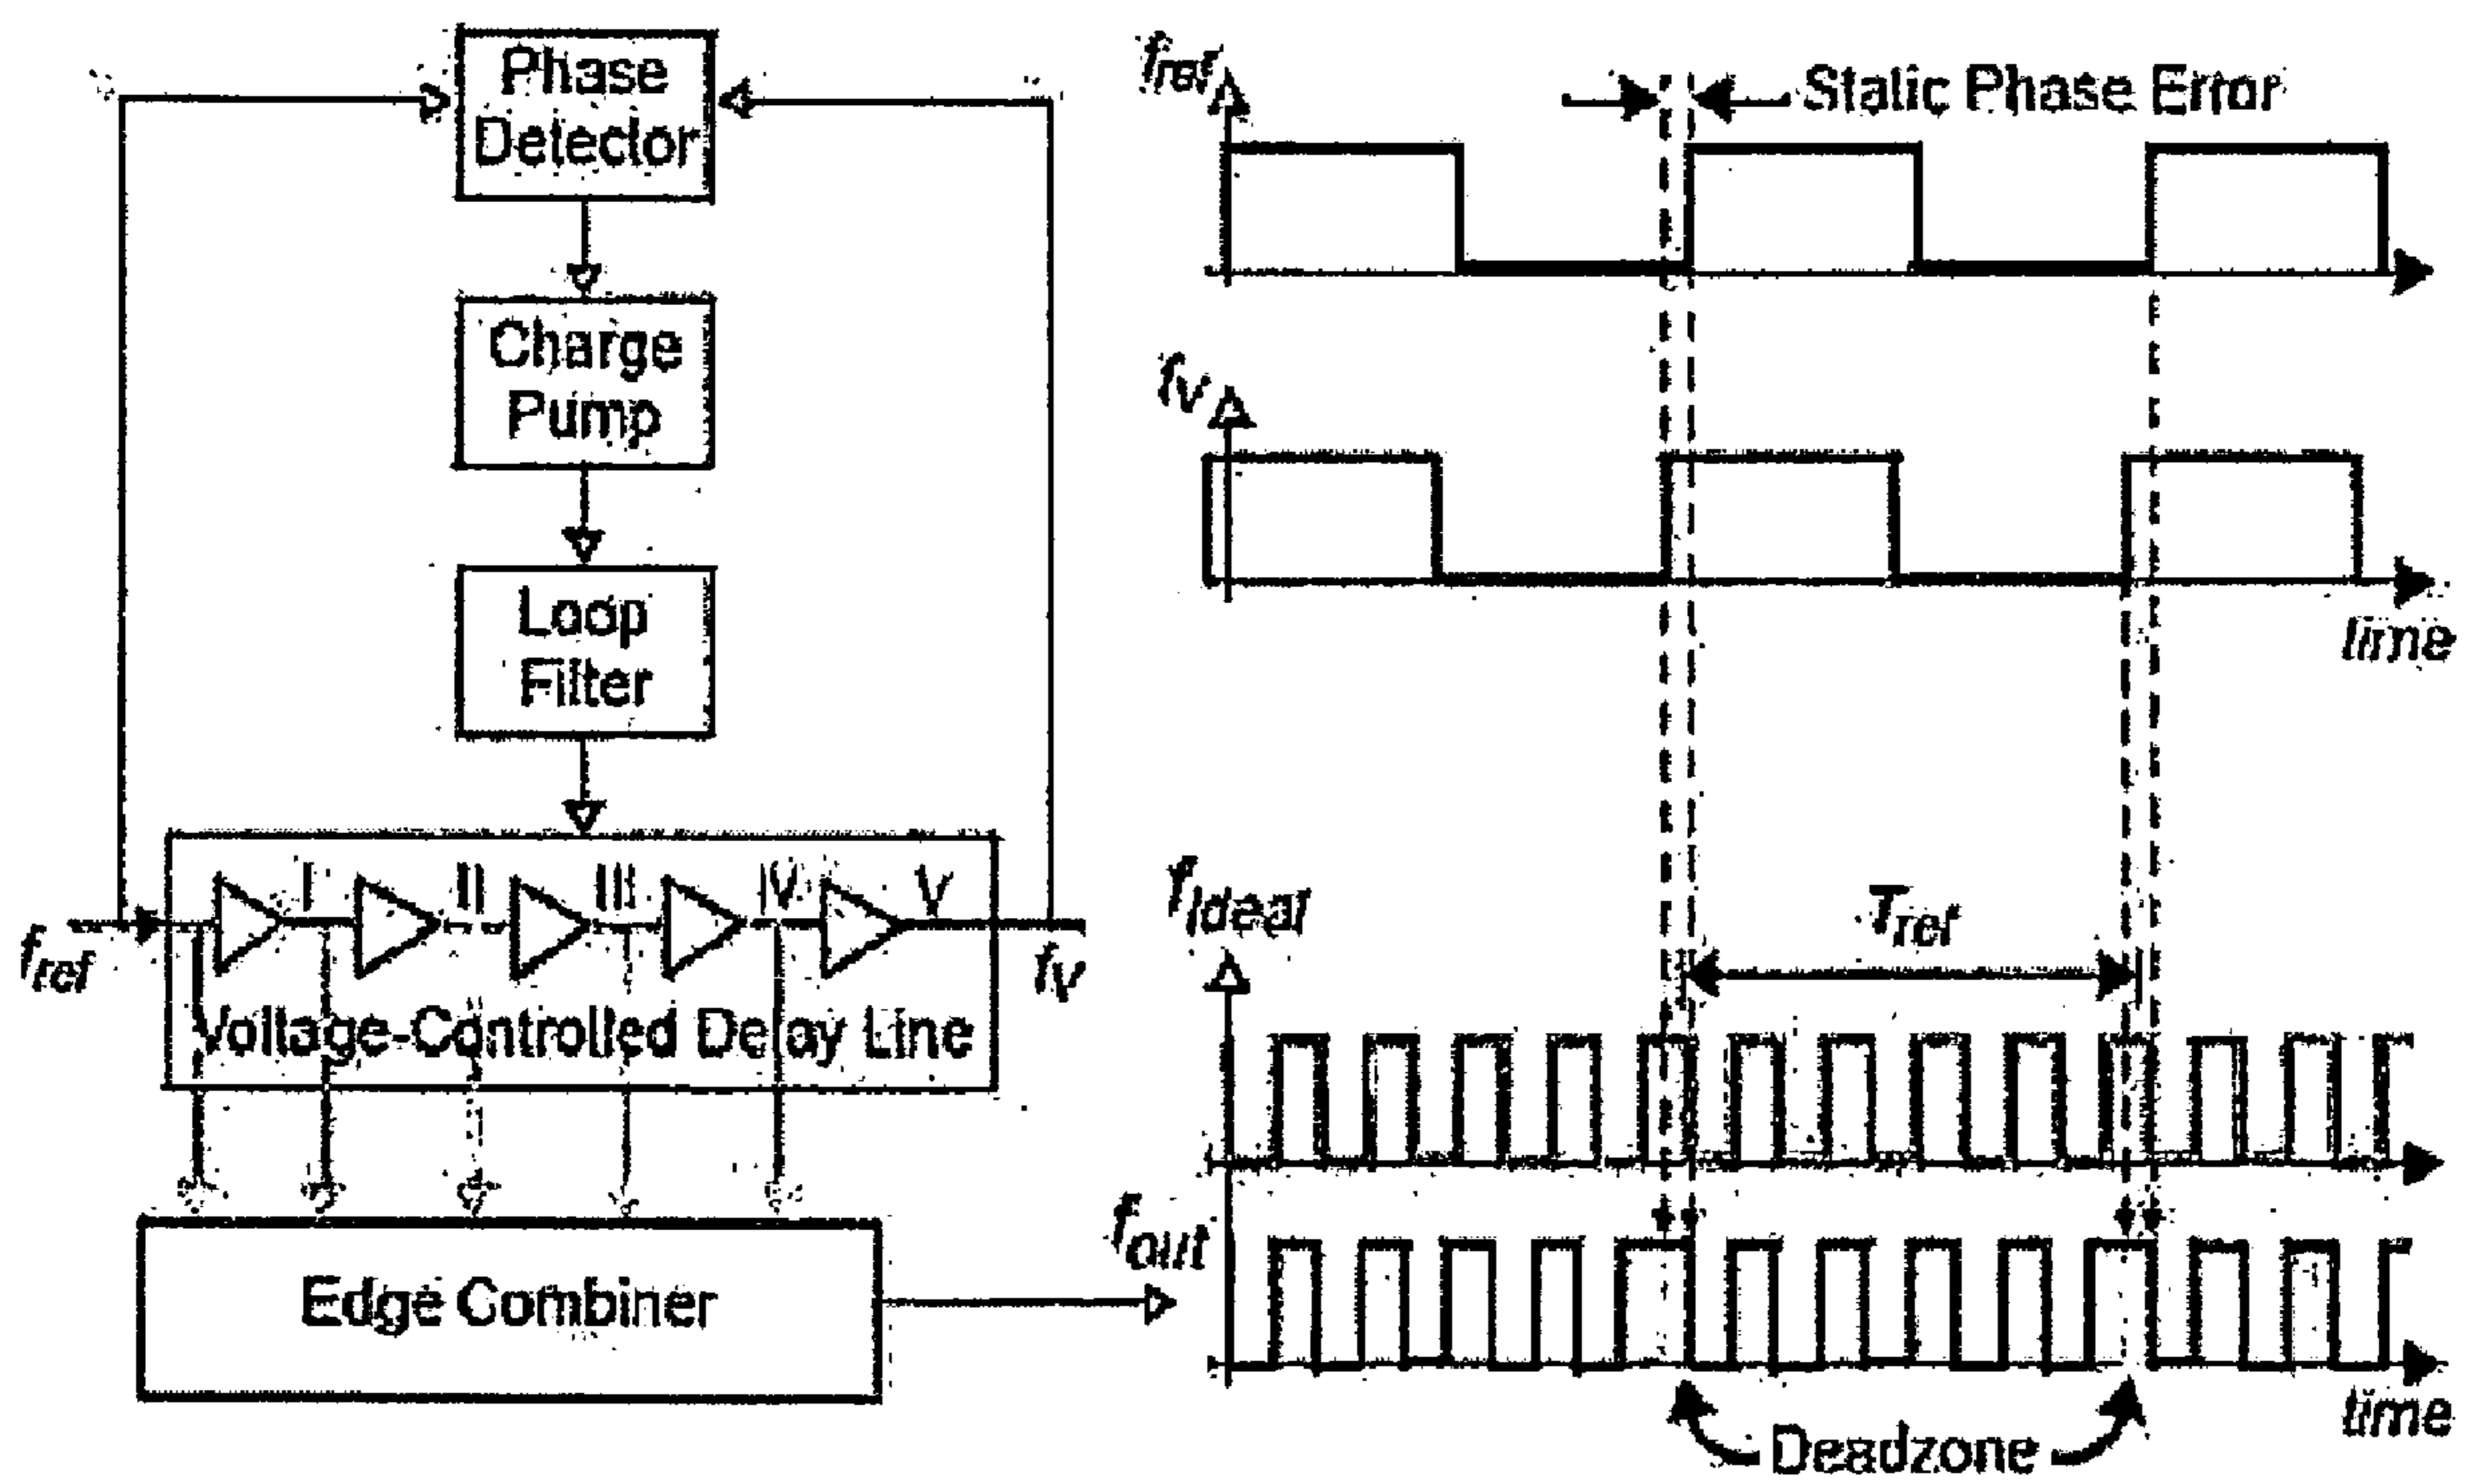 Phase
Detector
Charge
Pump
Loop
Filter
I II III IV V
f_ref
f_V
Voltage-Controlled Delay Line
Edge Combiner
f_ref
Static Phase Error
f_V
time
f_Ideal
T_ref
f_out
time
Deadzone